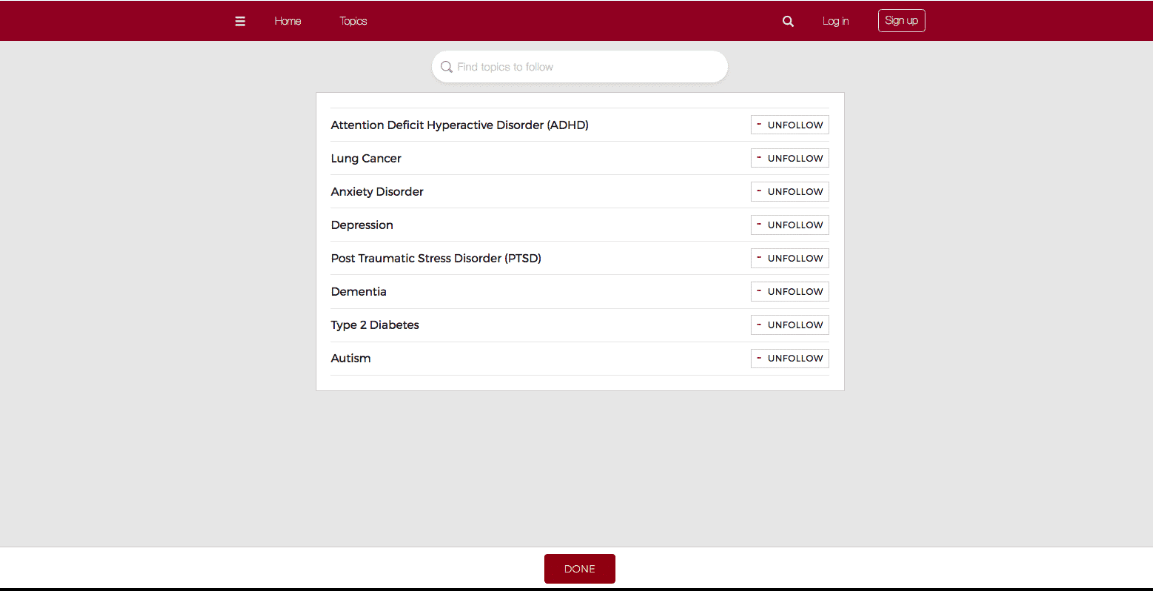 Home Topics Log in Sign up
Find topics to follow
Attention Deficit Hyperactive Disorder (ADHD) - UNFOLLOW
Lung Cancer - UNFOLLOW
Anxiety Disorder - UNFOLLOW
Depression - UNFOLLOW
Post Traumatic Stress Disorder (PTSD) - UNFOLLOW
Dementia - UNFOLLOW
Type 2 Diabetes - UNFOLLOW
Autism - UNFOLLOW
DONE